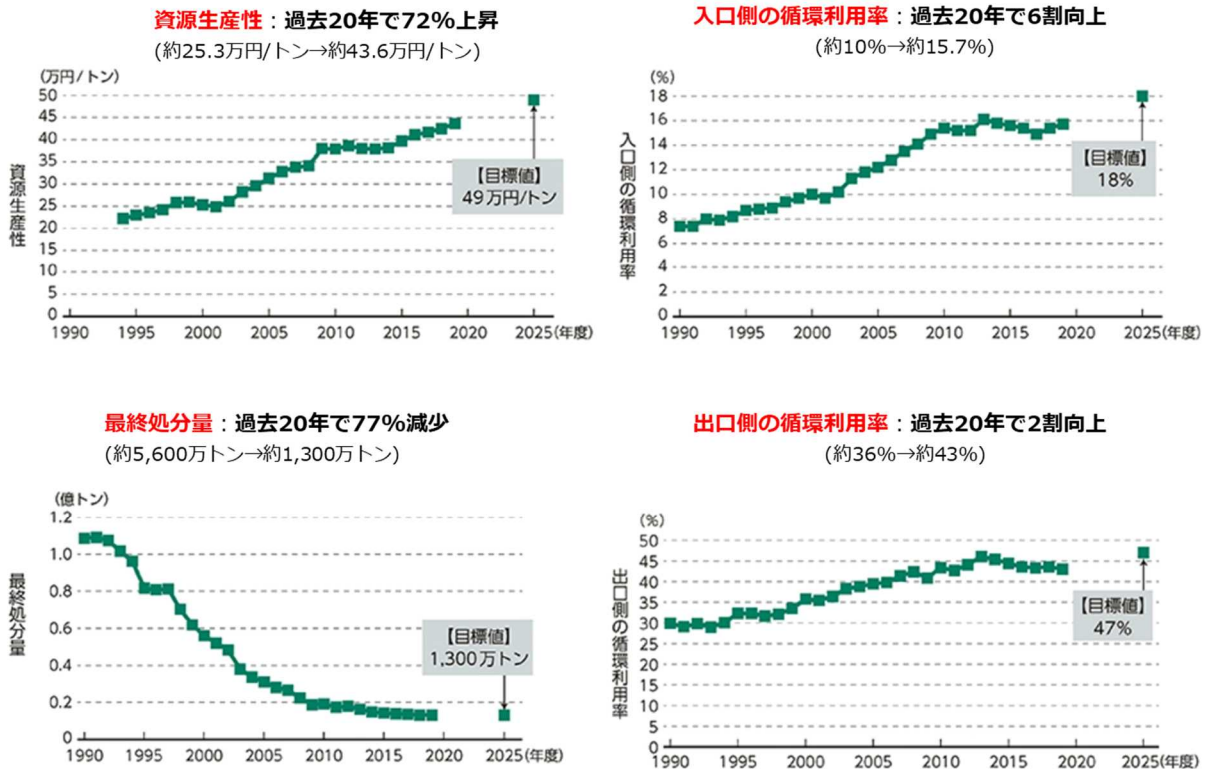 資源生産性：過去20年で72%上昇
(約25.3万円/トン→約43.6万円/トン)
(万円/トン)
資源生産性
50
45
40
35
30
25
20
15
10
5
0
【目標値】
49万円/トン
1990 1995 2000 2005 2010 2015 2020 2025(年度)
入口側の循環利用率：過去20年で6割向上
(約10%→約15.7%)
(%)
入口側の循環利用率
18
16
14
12
10
8
6
4
2
0
【目標値】
18%
1990 1995 2000 2005 2010 2015 2020 2025(年度)
最終処分量：過去20年で77%減少
(約5,600万トン→約1,300万トン)
(億トン)
最終処分量
1.2
1.0
0.8
0.6
0.4
0.2
0
【目標値】
1,300万トン
1990 1995 2000 2005 2010 2015 2020 2025(年度)
出口側の循環利用率：過去20年で2割向上
(約36%→約43%)
(%)
出口側の循環利用率
50
45
40
35
30
25
20
15
10
5
0
【目標値】
47%
1990 1995 2000 2005 2010 2015 2020 2025(年度)